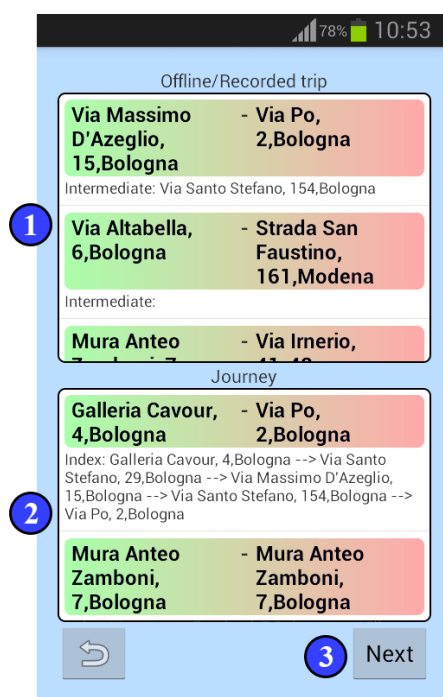 78% 10:53
Offline/Recorded trip
Via Massimo - Via Po,
D'Azeglio, 2,Bologna
15,Bologna
Intermediate: Via Santo Stefano, 154,Bologna
1
Via Altabella, - Strada San
6,Bologna Faustino,
161,Modena
Intermediate:
Mura Anteo - Via Irnerio,
Journey
Galleria Cavour, - Via Po,
4,Bologna 2,Bologna
Index: Galleria Cavour, 4,Bologna --> Via Santo
Stefano, 29,Bologna --> Via Massimo D'Azeglio,
15,Bologna --> Via Santo Stefano, 154,Bologna -->
Via Po, 2,Bologna
2
Mura Anteo - Mura Anteo
Zamboni, Zamboni,
7,Bologna 7,Bologna
3 Next